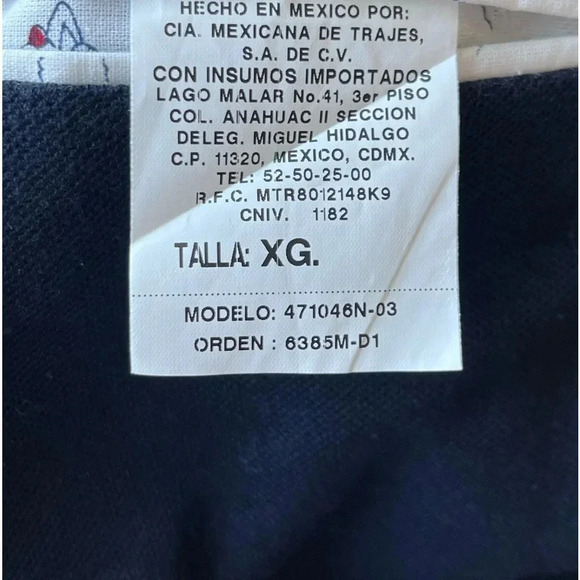 HECHO EN MEXICO POR:
CIA. MEXICANA DE TRAJES,
S.A. DE C.V.
CON INSUMOS IMPORTADOS
LAGO MALAR No.41, 3er PISO
COL. ANAHUAC II SECCION
DELEG. MIGUEL HIDALGO
C.P. 11320, MEXICO, CDMX.
TEL: 52-50-25-00
R.F.C. MTR8012148K9
CNIV. 1182
TALLA: XG.
MODELO: 471046N-03
ORDEN : 6385M-D1